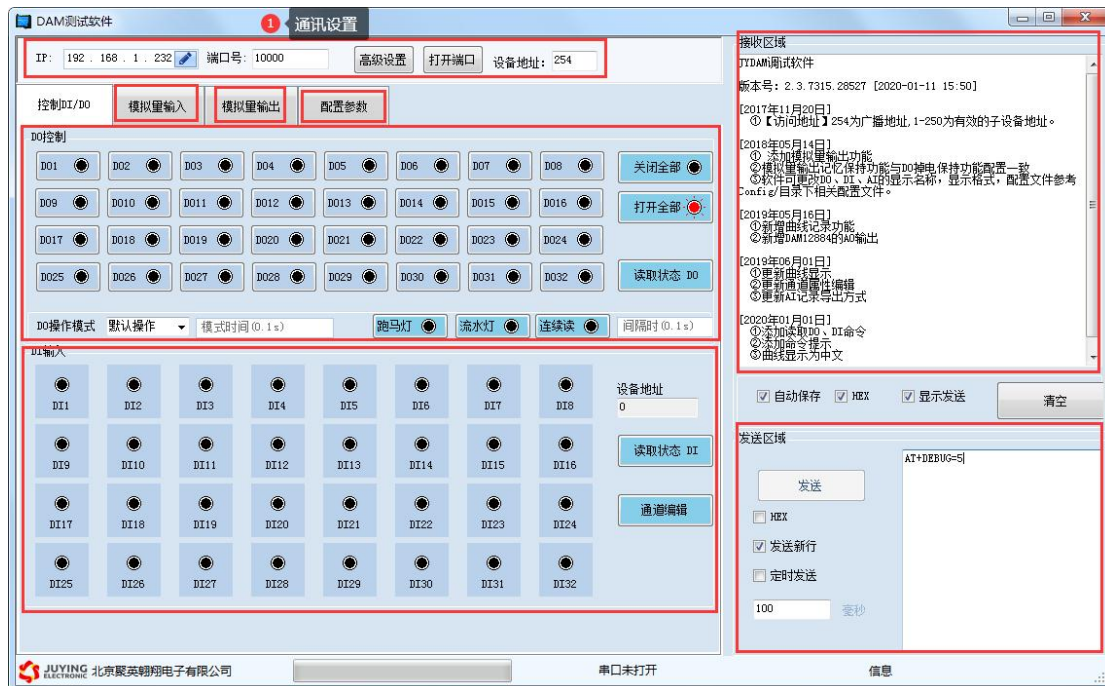 DAM测试软件
1 通讯设置
IP: 192 . 168 . 1 . 232 端口号: 10000 高级设置 打开端口 设备地址: 254
控制DI/DO 模拟量输入 模拟量输出 配置参数
DO控制
DO1 DO2 DO3 DO4 DO5 DO6 DO7 DO8 关闭全部
DO9 DO10 DO11 DO12 DO13 DO14 DO15 DO16 打开全部
DO17 DO18 DO19 DO20 DO21 DO22 DO23 DO24
DO25 DO26 DO27 DO28 DO29 DO30 DO31 DO32 读取状态 DO
DO操作模式 默认操作 模式时间(0.1s) 跑马灯 流水灯 连续读 间隔时(0.1s)
DI输入
DI1 DI2 DI3 DI4 DI5 DI6 DI7 DI8
设备地址
0
DI9 DI10 DI11 DI12 DI13 DI14 DI15 DI16
读取状态 DI
DI17 DI18 DI19 DI20 DI21 DI22 DI23 DI24
通道编辑
DI25 DI26 DI27 DI28 DI29 DI30 DI31 DI32
接收区域
JYDAM调试软件
版本号: 2.3.7315.28527 [2020-01-11 15:50]
[2017年11月20日]
①【访问地址】254为广播地址,1-250为有效的子设备地址。
[2018年05月14日]
① 添加模拟量输出功能
②模拟量输出记忆保持功能与DO掉电保持功能配置一致
③软件可更改DO、DI、AI的显示名称，显示格式，配置文件参考
Config/目录下相关配置文件。
[2019年05月16日]
①新增曲线记录功能
②新增DAM12884的AO输出
[2019年06月01日]
①更新曲线显示
②更新通道属性编辑
③更新AI记录导出方式
[2020年01月01日]
①添加读取DO、DI命令
②添加命令提示
③曲线显示为中文
自动保存 HEX 显示发送 清空
发送区域
AT+DEBUG=5
发送
HEX
发送新行
定时发送
100 毫秒
JUYING ELECTRONIC 北京聚英翱翔电子有限公司 串口未打开 信息